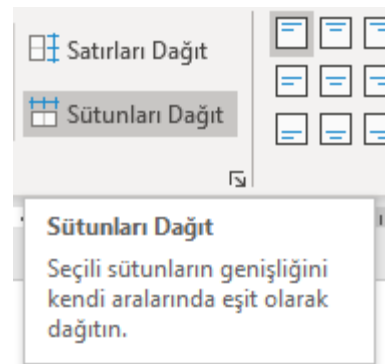 Satırları Dağıt
Sütunları Dağıt
Sütunları Dağıt
Seçili sütunların genişliğini
kendi aralarında eşit olarak
dağıtın.